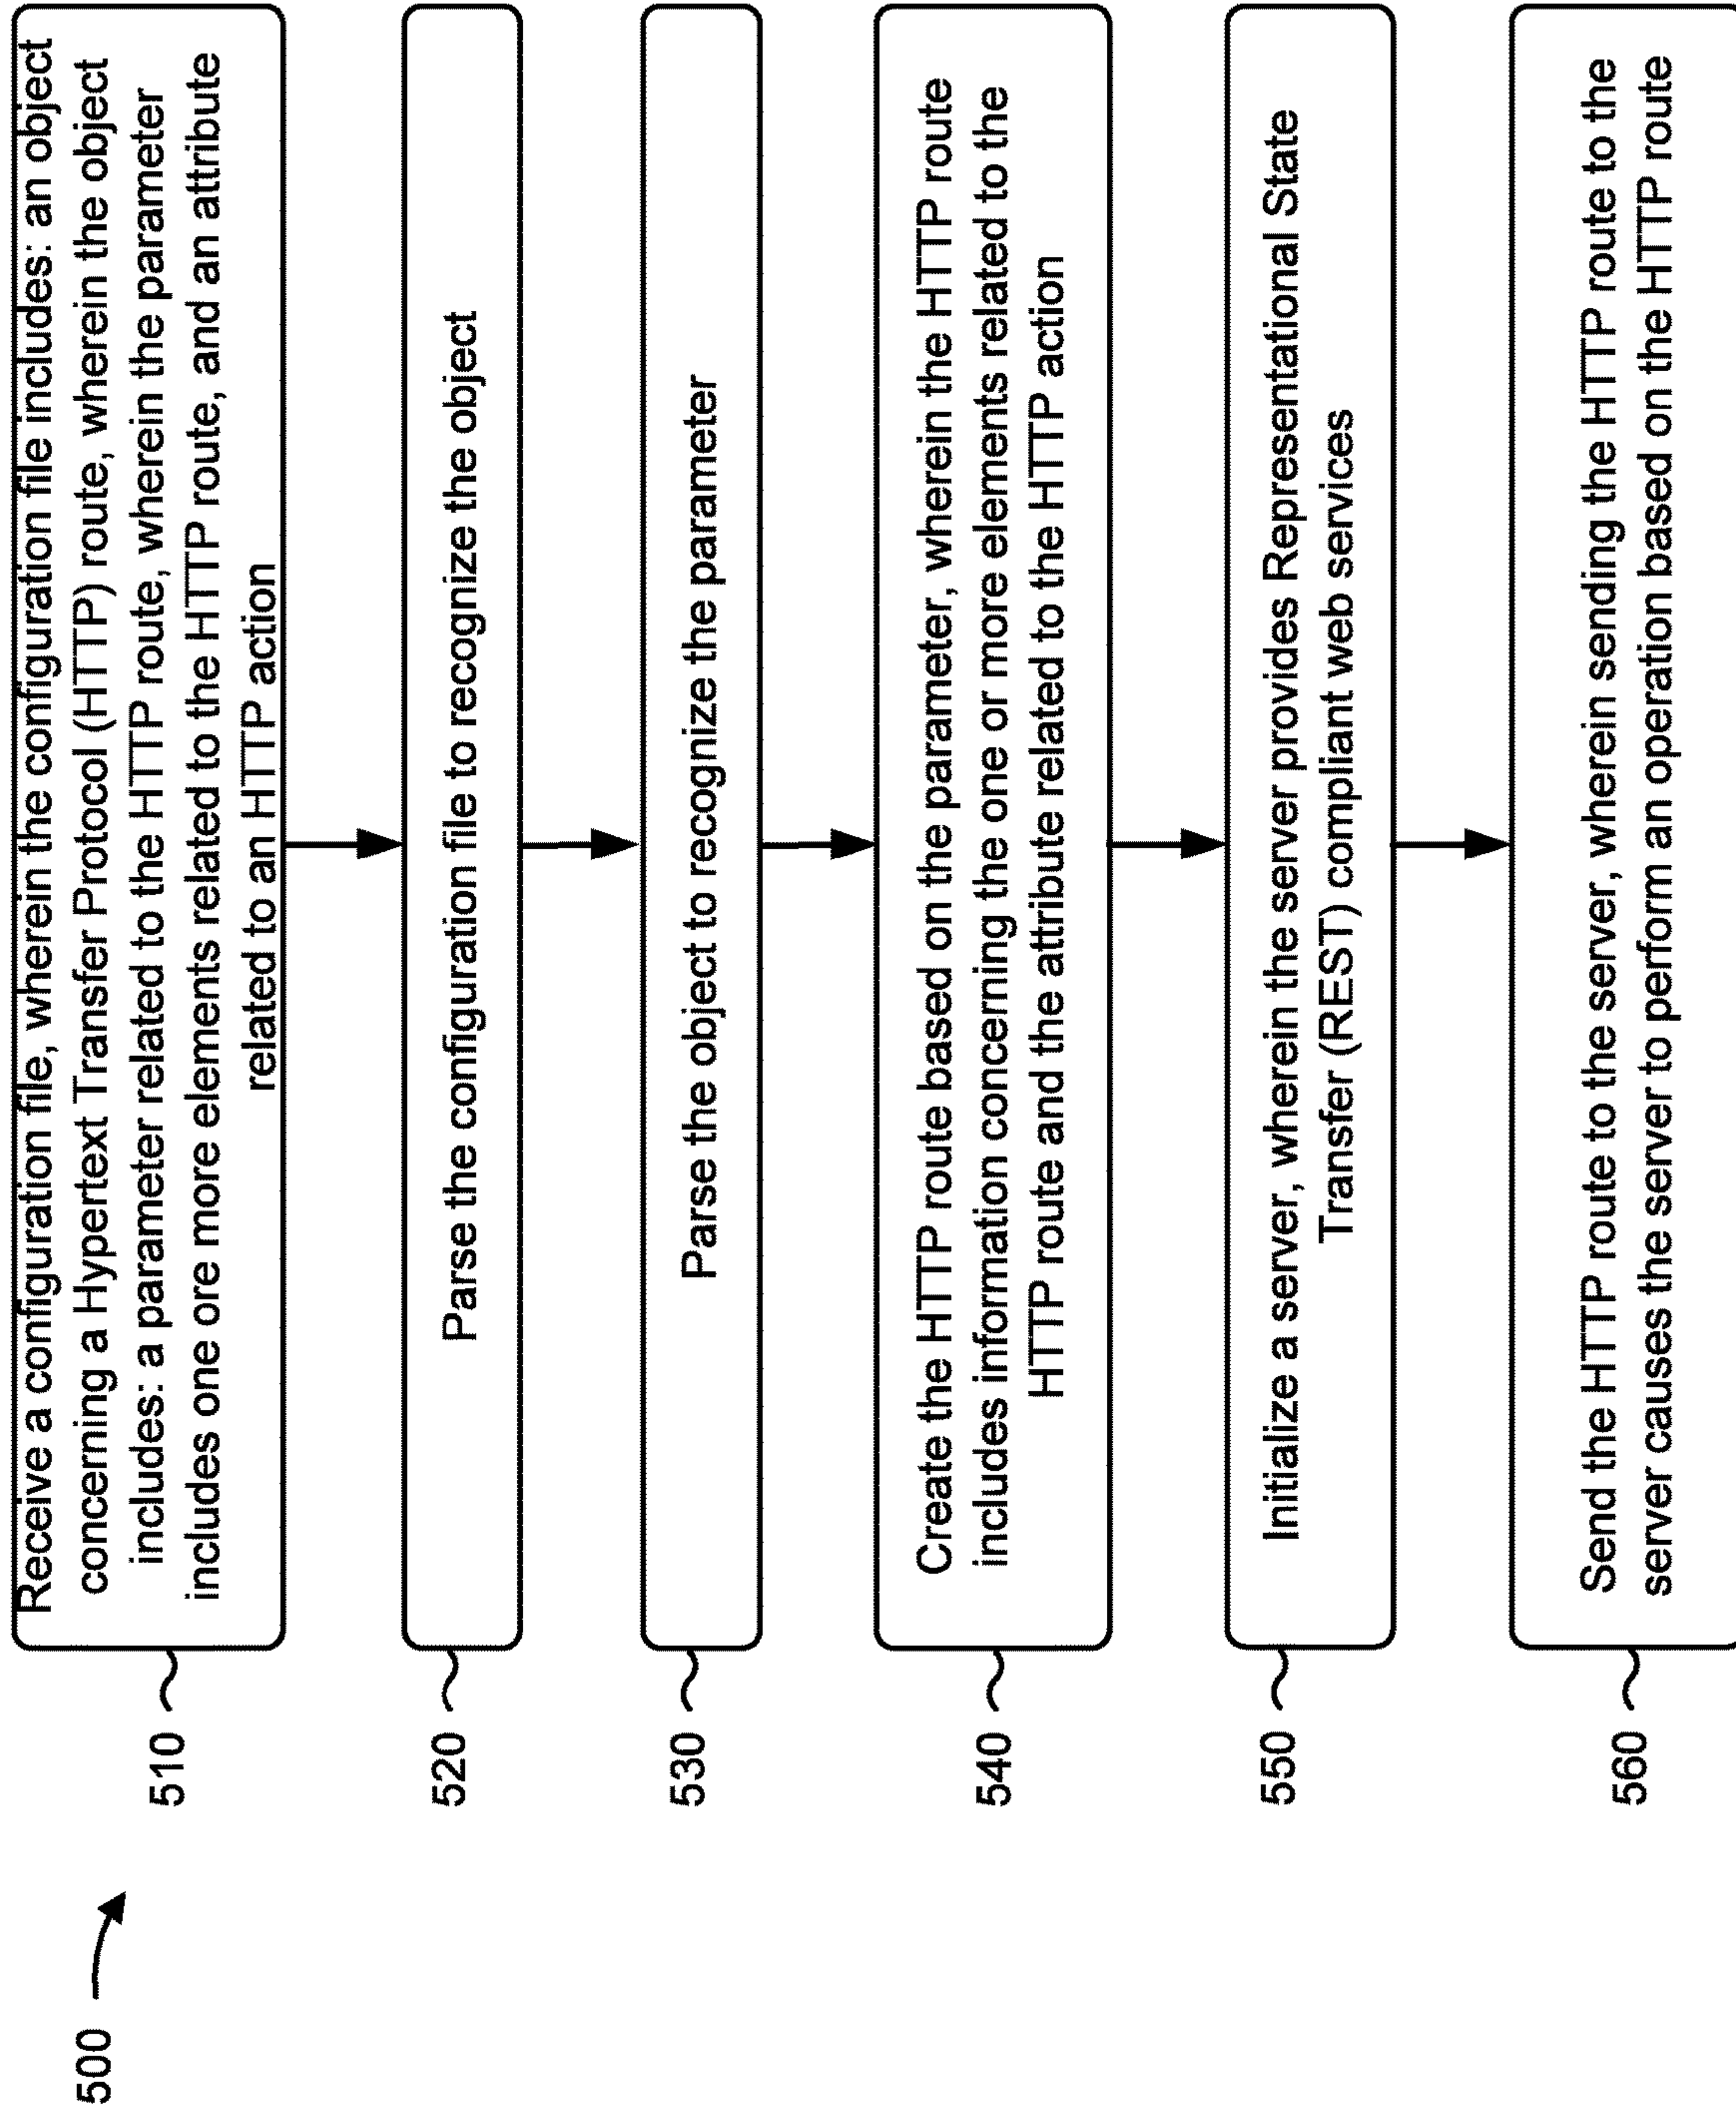 500
510
Receive a configuration file, wherein the configuration file includes: an object
concerning a Hypertext Transfer Protocol (HTTP) route, wherein the object
includes: a parameter related to the HTTP route, wherein the parameter
includes one ore more elements related to the HTTP route, and an attribute
related to an HTTP action
520
Parse the configuration file to recognize the object
530
Parse the object to recognize the parameter
540
Create the HTTP route based on the parameter, wherein the HTTP route
includes information concerning the one or more elements related to the
HTTP route and the attribute related to the HTTP action
550
Initialize a server, wherein the server provides Representational State
Transfer (REST) compliant web services
560
Send the HTTP route to the server, wherein sending the HTTP route to the
server causes the server to perform an operation based on the HTTP route